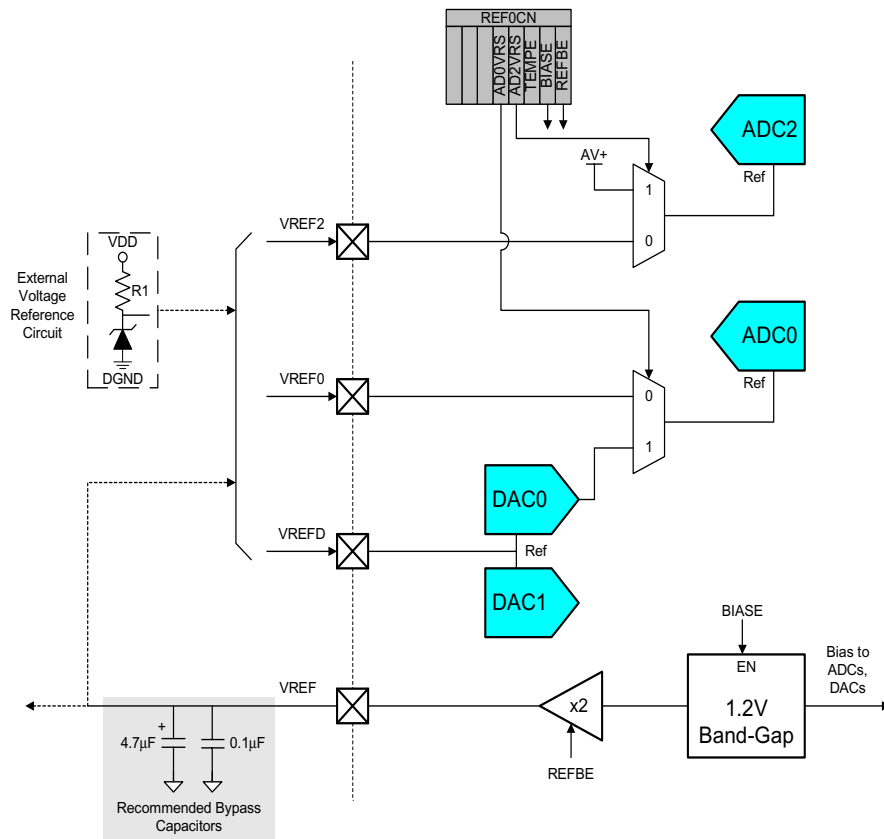 REF0CN
AD0VRS
AD2VRS
TEMPE
BIASE
REFBE
ADC2
Ref
AV+
1
0
VREF2
VDD
R1
DGND
External
Voltage
Reference
Circuit
ADC0
Ref
VREF0
0
1
DAC0
Ref
VREFD
DAC1
BIASE
EN
1.2V
Band-Gap
Bias to
ADCs,
DACs
VREF
x2
REFBE
+
4.7µF
0.1µF
Recommended Bypass
Capacitors